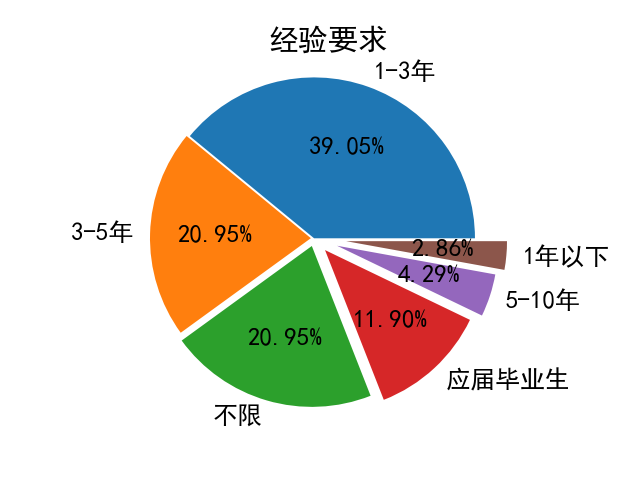 经验要求
1-3年
39.05%
3-5年
20.95%
不限
20.95%
应届毕业生
11.90%
5-10年
4.29%
1年以下
2.86%